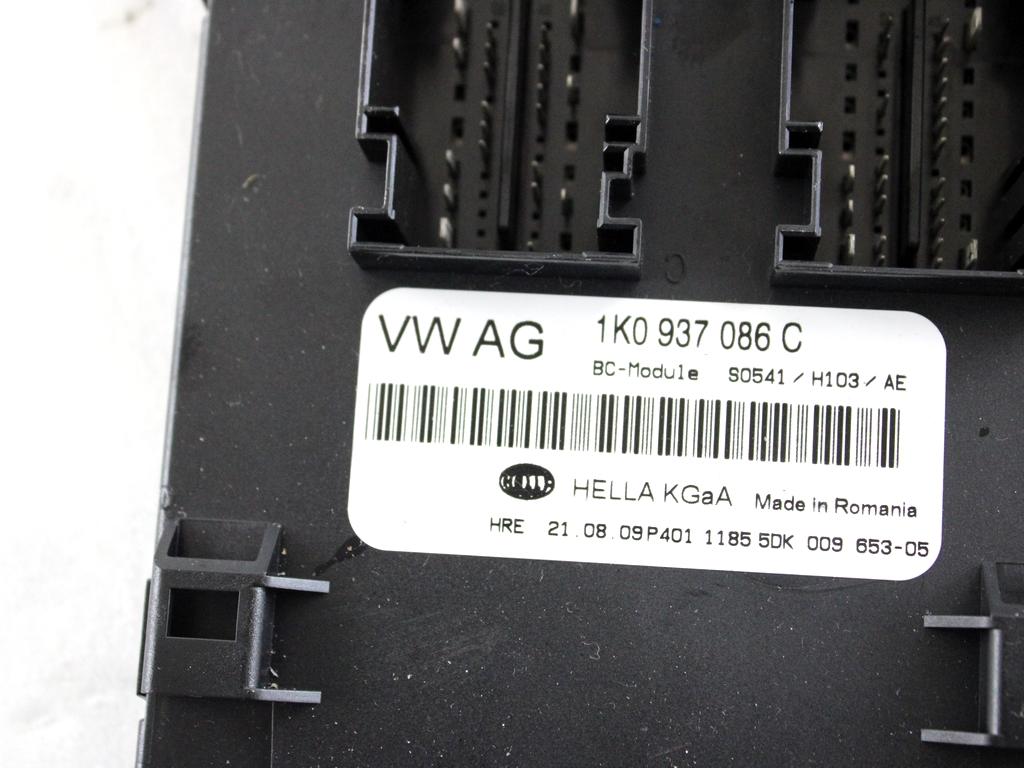 VW AG 1K0 937 086 C
BC-Module S0541 / H103 / AE
HELLA KGaA Made in Romania
HRE 21.08.09P401 1185 5DK 009 653-05